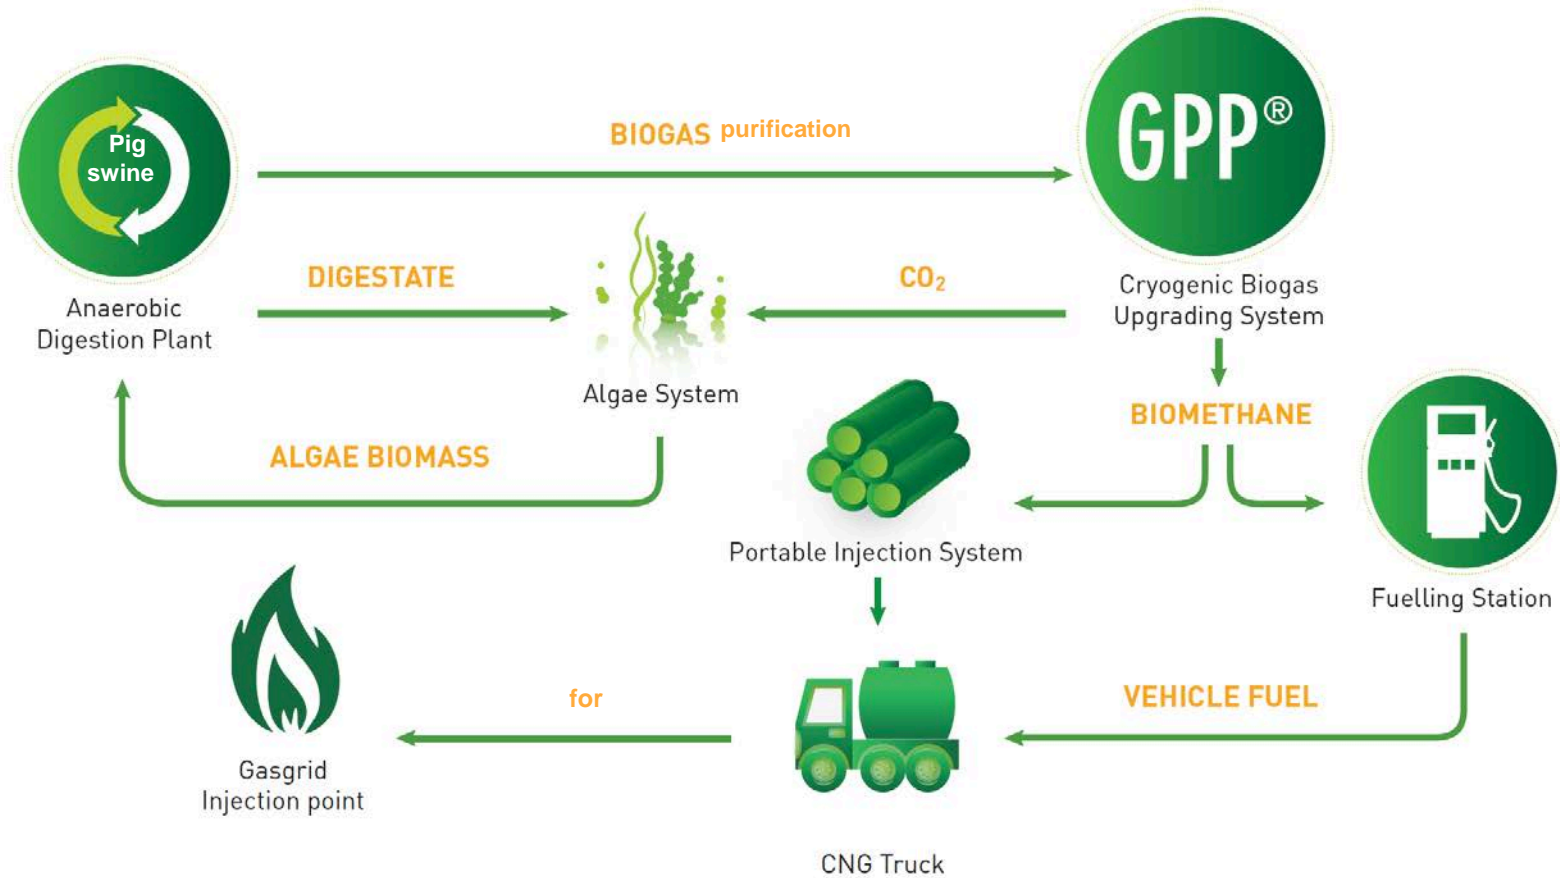 Pig
swine
BIOGAS purification
GPP®
DIGESTATE
CO₂
Anaerobic
Digestion Plant
Cryogenic Biogas
Upgrading System
Algae System
BIOMETHANE
ALGAE BIOMASS
Portable Injection System
Fuelling Station
for
VEHICLE FUEL
Gasgrid
Injection point
CNG Truck